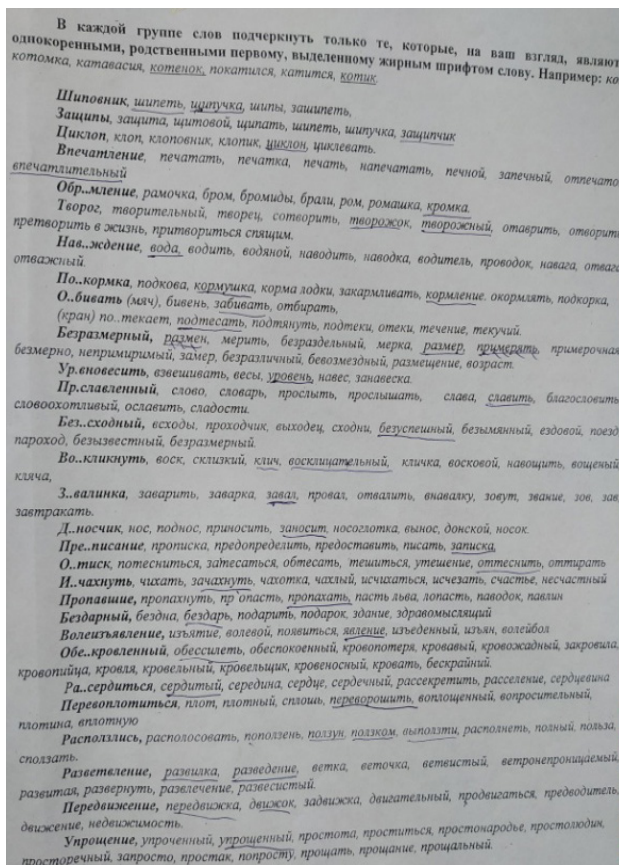 В каждой группе слов подчеркнуть только те, которые, на ваш взгляд, являют
однокоренными, родственными первому, выделенному жирным шрифтом слову. Например: ко
котомка, катавасия, котенок, покатился, катится, котик.
Шиповник, шипеть, щипучка, шипы, зашипеть,
Защипы, защита, щитовой, щипать, шипеть, шипучка, защипчик
Циклоп, клоп, клоповник, клопик, циклон, циклевать.
Впечатление, печатать, печатка, печать, напечатать, печной, запечный, отпечато
впечатлительный
Обр..мление, рамочка, бром, бромиды, брали, ром, ромашка, кромка.
Творог, творительный, творец, сотворить, творожок, творожный, отаврить, отворит
претворить в жизнь, притвориться спящим.
Нав..ждение, вода, водить, водяной, наводить, наводка, водитель, проводок, навага, отвага
отважный.
По..кормка, подкова, кормушка, корма лодки, закармливать, кормление. окормлять, подкорка,
О..бивать (мяч), бивень, забивать, отбирать,
(кран) по..текает, подтесать, подтянуть, подтеки, отеки, течение, текучий.
Безразмерный, размен, мерить, безраздельный, мерка, размер, примерять, примерочная
безмерно, непримиримый, замер, безразличный, безвозмездный, размещение, возраст.
Ур.вновесить, взвешивать, весы, уровень, навес, занавеска.
Пр.славленный, слово, словарь, прослыть, прослышать, слава, славить, благословить
словоохотливый, ославить, сладости.
Без..сходный, всходы, проходчик, выходец, сходни, безуспешный, безымянный, ездовой, поезд
пароход, безызвестный, безразмерный.
Во..кликнуть, воск, склизкий, клич, восклицательный, кличка, восковой, навощить, вощеный
кляча,
З..валинка, заварить, заварка, завал, провал, отвалить, внавалку, зовут, звание, зов, зав
завтракать.
Д..носчик, нос, поднос, приносить, заносит, носоглотка, вынос, донской, носок.
Пре..писание, прописка, предопределить, предоставить, писать, записка.
О..тиск, потесниться, затесаться, обтесать, тешиться, утешение, оттеснить, оттирать
И..чахнуть, чихать, зачахнуть, чахотка, чахлый, исчихаться, исчезать, счастье, несчастный
Пропавшие, пропахнуть, пр опасть, пропахать, пасть льва, лопасть, паводок, павлин
Бездарный, бездна, бездарь, подарить, подарок, здание, здравомыслящий
Волеизъявление, изъятие, волевой, появиться, явление, изъеденный, изъян, волейбол
Обе..кровленный, обессилеть, обеспокоенный, кровопотеря, кровавый, кровожадный, закровила,
кровопийца, кровля, кровельный, кровельщик, кровеносный, кровать, бескрайний.
Ра..сердиться, сердитый, середина, сердце, сердечный, рассекретить, расселение, сердцевина
Перевоплотиться, плот, плотный, сплошь, переворошить, воплощенный, вопросительный,
плотина, вплотную
Расползлись, располосовать, поползень, ползун, ползком, выползти, располнеть, полный, польза,
сползать.
Разветвление, развилка, разведение, ветка, веточка, ветвистый, ветронепроницаемый,
развитая, развернуть, развлечение, развесистый.
Передвижение, передвижка, движок, задвижка, двигательный, продвигаться, предводитель,
движение, недвижимость.
Упрощение, упроченный, упрощенный, простота, проститься, простонародье, простолюдин,
просторечный, запросто, простак, попросту, прощать, прощание, прощальный.